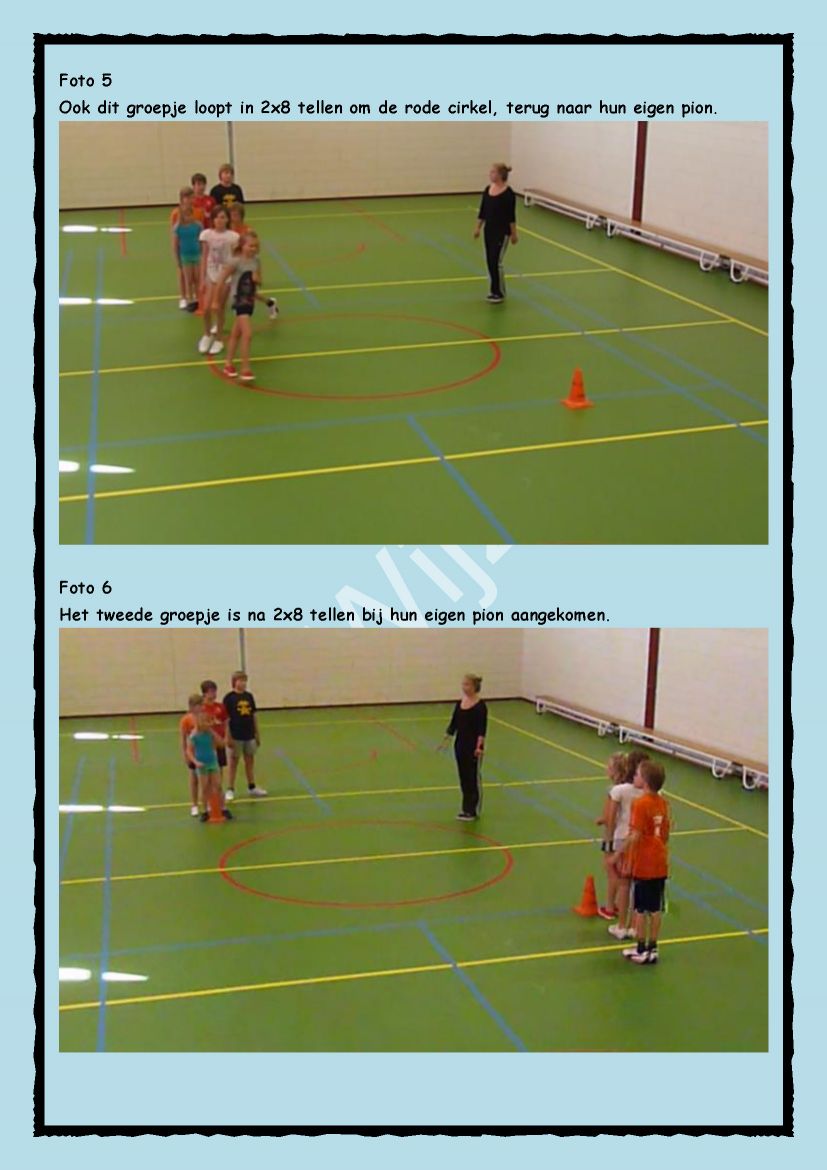 Foto 5
Ook dit groepje loopt in 2x8 tellen om de rode cirkel, terug naar hun eigen pion.
Foto 6
Het tweede groepje is na 2x8 tellen bij hun eigen pion aangekomen.